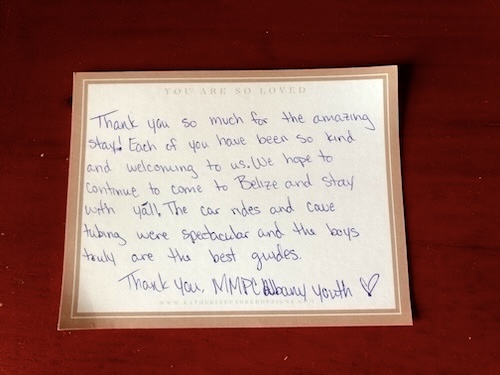 YOU ARE SO LOVED
Thank you so much for the amazing
stay! Each of you have been so kind
and welcoming to us. We hope to
continue to come to Belize and stay
with yáll. The car rides and cave
tubing were spectacular and the boys
truly are the best guides.
Thank you, MMPC Albany youth ♡